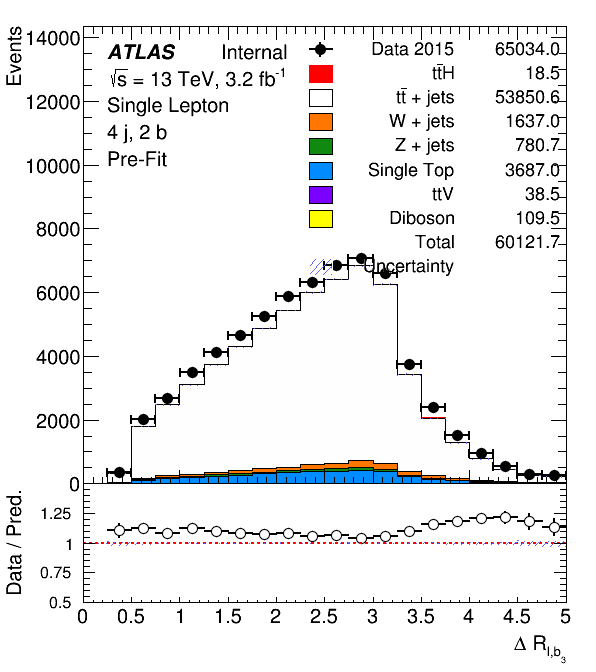 Events
14000
12000
10000
8000
6000
4000
2000
0
ATLAS Internal
√s = 13 TeV, 3.2 fb⁻¹
Single Lepton
4 j, 2 b
Pre-Fit
Data 2015 65034.0
tt̄H 18.5
tt̄ + jets 53850.6
W + jets 1637.0
Z + jets 780.7
Single Top 3687.0
ttV 38.5
Diboson 109.5
Total 60121.7
Uncertainty
Data / Pred.
1.25
1
0.75
0.5
0 0.5 1 1.5 2 2.5 3 3.5 4 4.5 5
Δ R_{l,b_3}